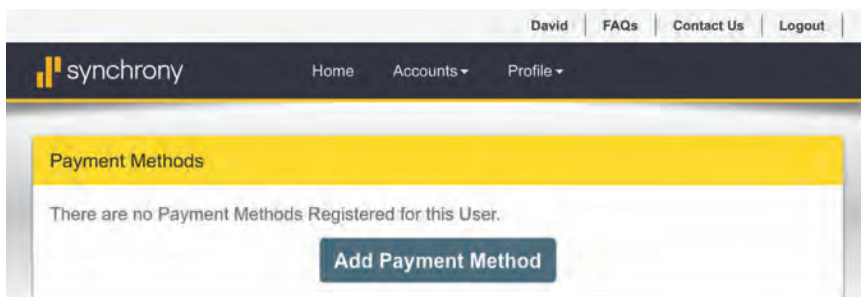 David FAQs Contact Us Logout
synchrony Home Accounts Profile
Payment Methods
There are no Payment Methods Registered for this User.
Add Payment Method